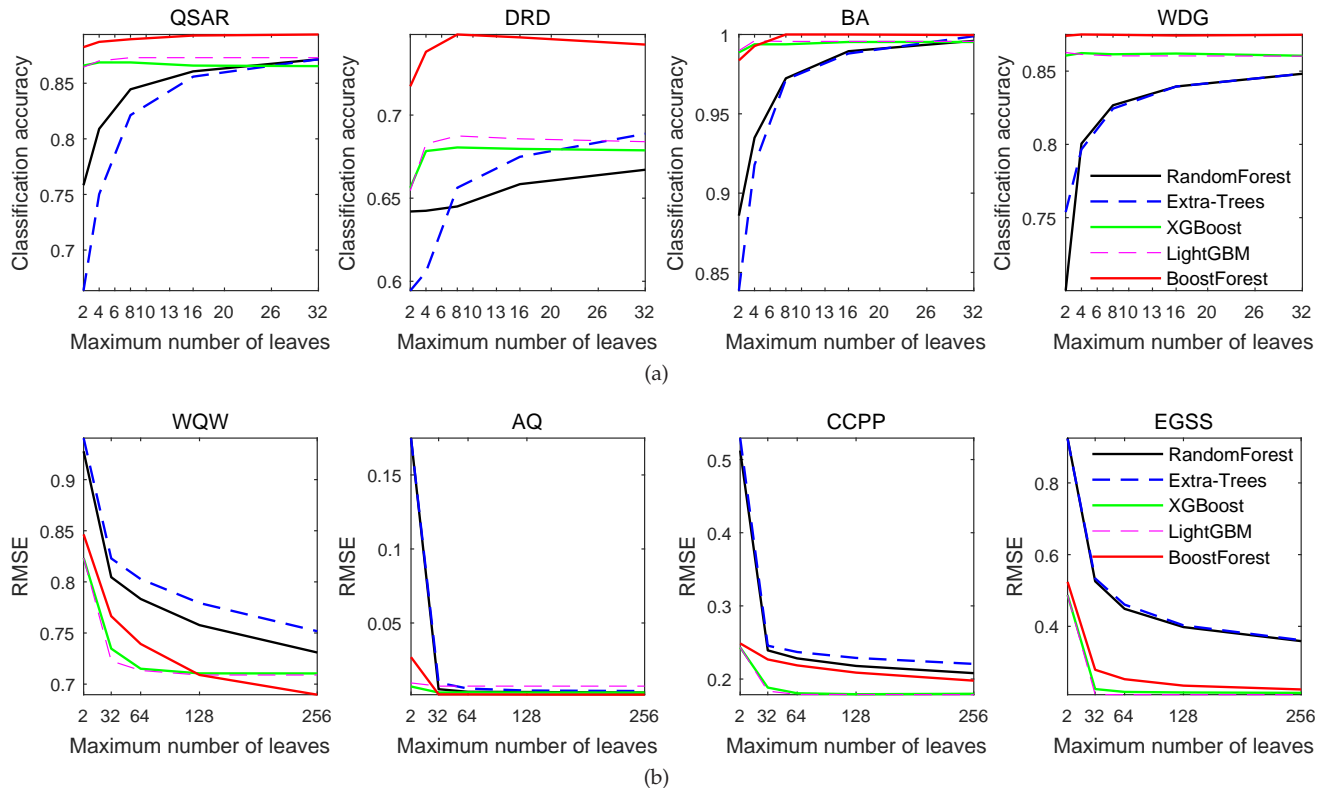 QSAR
DRD
BA
WDG
Classification accuracy
0.85
0.8
0.75
0.7
2 4 6 8 10 13 16 20 26 32
Maximum number of leaves
Classification accuracy
0.7
0.65
0.6
2 4 6 8 10 13 16 20 26 32
Maximum number of leaves
Classification accuracy
1
0.95
0.9
0.85
2 4 6 8 10 13 16 20 26 32
Maximum number of leaves
Classification accuracy
0.85
0.75
RandomForest
Extra-Trees
XGBoost
LightGBM
BoostForest
2 4 6 8 10 13 16 20 26 32
Maximum number of leaves
(a)
WQW
AQ
CCPP
EGSS
RMSE
0.9
0.85
0.8
0.75
0.7
2 32 64 128 256
Maximum number of leaves
RMSE
0.15
0.1
0.05
2 32 64 128 256
Maximum number of leaves
RMSE
0.5
0.4
0.3
0.2
2 32 64 128 256
Maximum number of leaves
RMSE
0.8
0.6
0.4
RandomForest
Extra-Trees
XGBoost
LightGBM
BoostForest
2 32 64 128 256
Maximum number of leaves
(b)